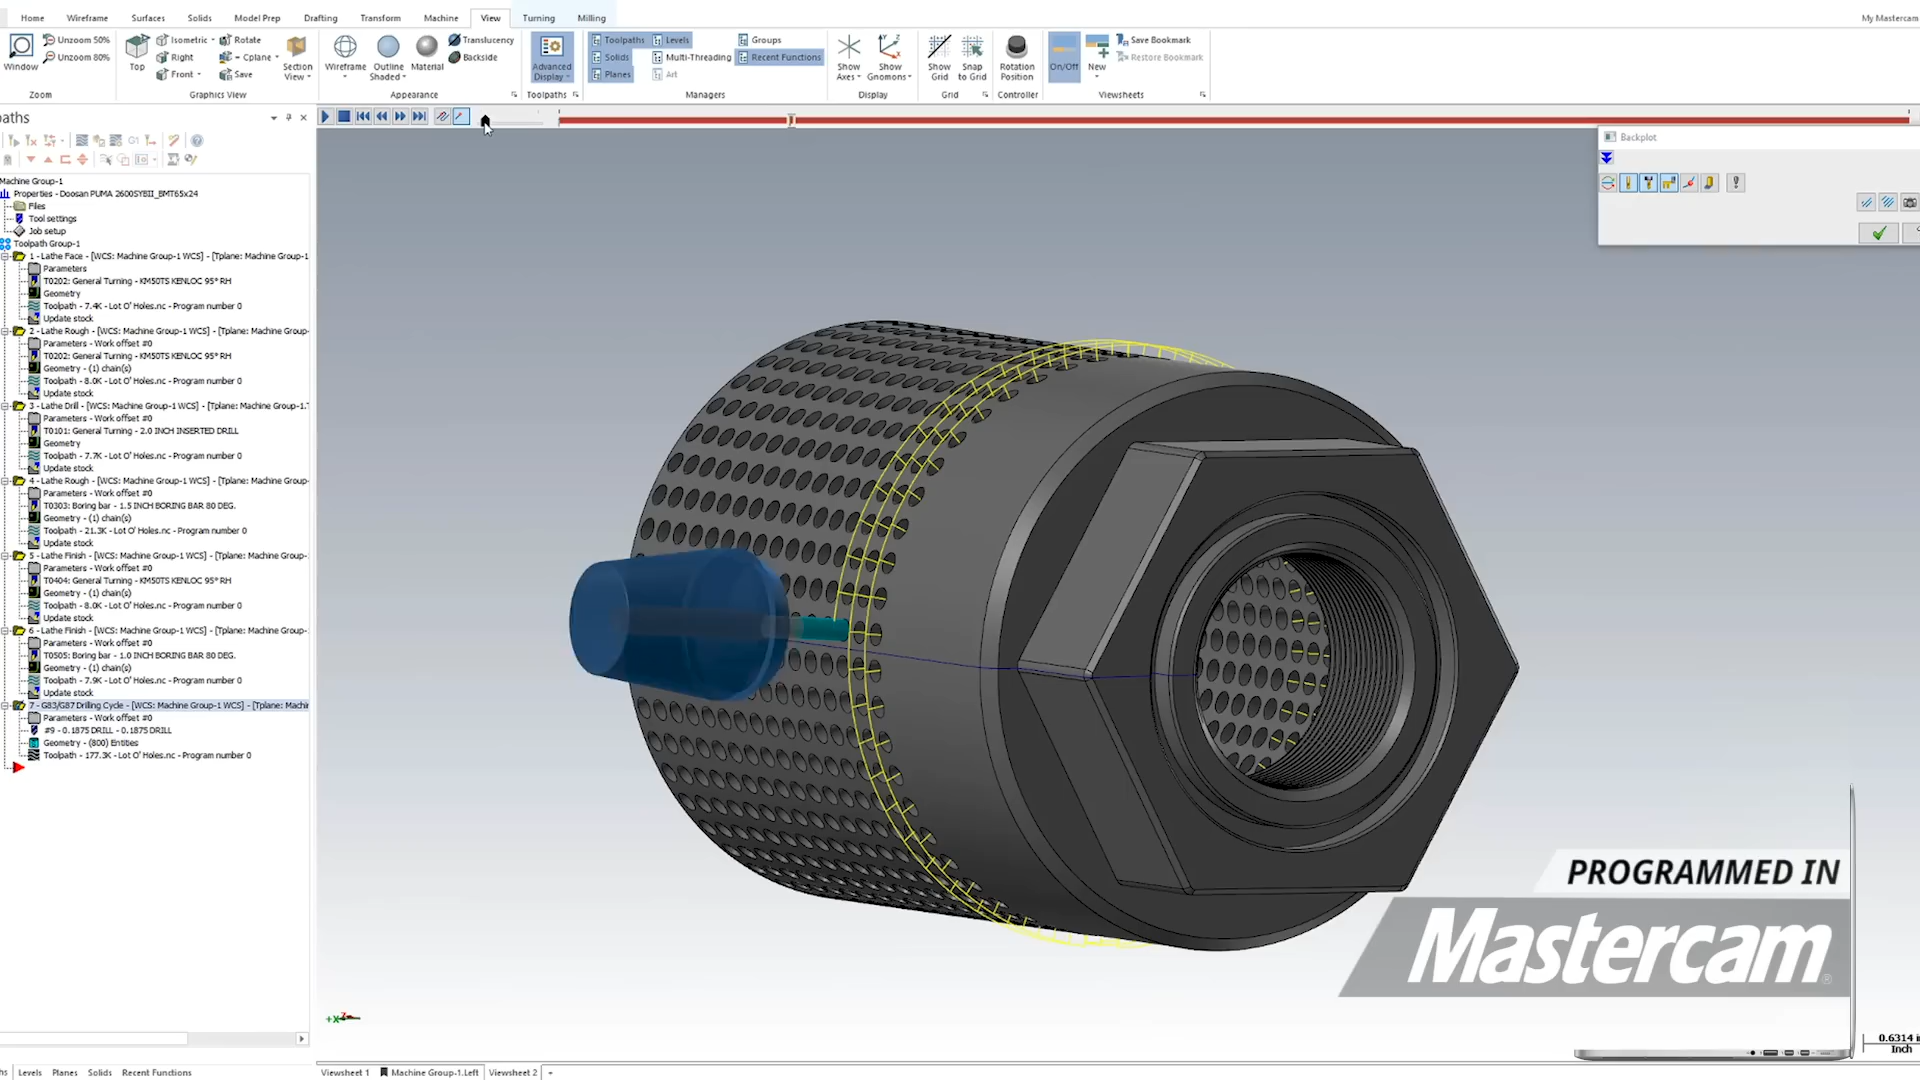 Home Wireframe Surfaces Solids Model Prep Drafting Transform Machine View Turning Milling My Mastercam
Window
Unzoom 50%
Unzoom 80%
Zoom
Top
Isometric
Right
Front
Rotate
= Cplane
Save
Section View
Graphics View
Wireframe
Outline Shaded
Material
Translucency
Backside
Appearance
Advanced Display
Toolpaths
Toolpaths Levels Groups
Solids Multi-Threading Recent Functions
Planes Art
Managers
Show Axes
Show Gnomons
Display
Show Grid
Snap to Grid
Grid
Rotation Position
Controller
On/Off
New
Save Bookmark
Restore Bookmark
Viewsheets
aths
G1
Backplot
Machine Group-1
Properties - Doosan PUMA 2600SYBII_BMT65x24
Files
Tool settings
Job setup
Toolpath Group-1
1 - Lathe Face - [WCS: Machine Group-1 WCS] - [Tplane: Machine Group-1
Parameters
T0202: General Turning - KM50TS KENLOC 95° RH
Geometry
Toolpath - 7.4K - Lot O' Holes.nc - Program number 0
Update stock
2 - Lathe Rough - [WCS: Machine Group-1 WCS] - [Tplane: Machine Group-
Parameters - Work offset #0
T0202: General Turning - KM50TS KENLOC 95° RH
Geometry - (1) chain(s)
Toolpath - 8.0K - Lot O' Holes.nc - Program number 0
Update stock
3 - Lathe Drill - [WCS: Machine Group-1 WCS] - [Tplane: Machine Group-1.
Parameters - Work offset #0
T0101: General Turning - 2.0 INCH INSERTED DRILL
Geometry
Toolpath - 7.7K - Lot O' Holes.nc - Program number 0
Update stock
4 - Lathe Rough - [WCS: Machine Group-1 WCS] - [Tplane: Machine Group-
Parameters - Work offset #0
T0303: Boring bar - 1.5 INCH BORING BAR 80 DEG.
Geometry - (1) chain(s)
Toolpath - 21.3K - Lot O' Holes.nc - Program number 0
Update stock
5 - Lathe Finish - [WCS: Machine Group-1 WCS] - [Tplane: Machine Group-
Parameters - Work offset #0
T0404: General Turning - KM50TS KENLOC 95° RH
Geometry - (1) chain(s)
Toolpath - 8.0K - Lot O' Holes.nc - Program number 0
Update stock
6 - Lathe Finish - [WCS: Machine Group-1 WCS] - [Tplane: Machine Group-
Parameters - Work offset #0
T0505: Boring bar - 1.0 INCH BORING BAR 80 DEG.
Geometry - (1) chain(s)
Toolpath - 7.9K - Lot O' Holes.nc - Program number 0
Update stock
7 - G83/G87 Drilling Cycle - [WCS: Machine Group-1 WCS] - [Tplane: Machin
Parameters - Work offset #0
#9 - 0.1875 DRILL - 0.1875 DRILL
Geometry - (800) Entities
Toolpath - 177.3K - Lot O' Holes.nc - Program number 0
PROGRAMMED IN
Mastercam®
+X
Z
0.6314 i
Inch
hs Levels Planes Solids Recent Functions
Viewsheet 1 Machine Group-1.Left Viewsheet 2